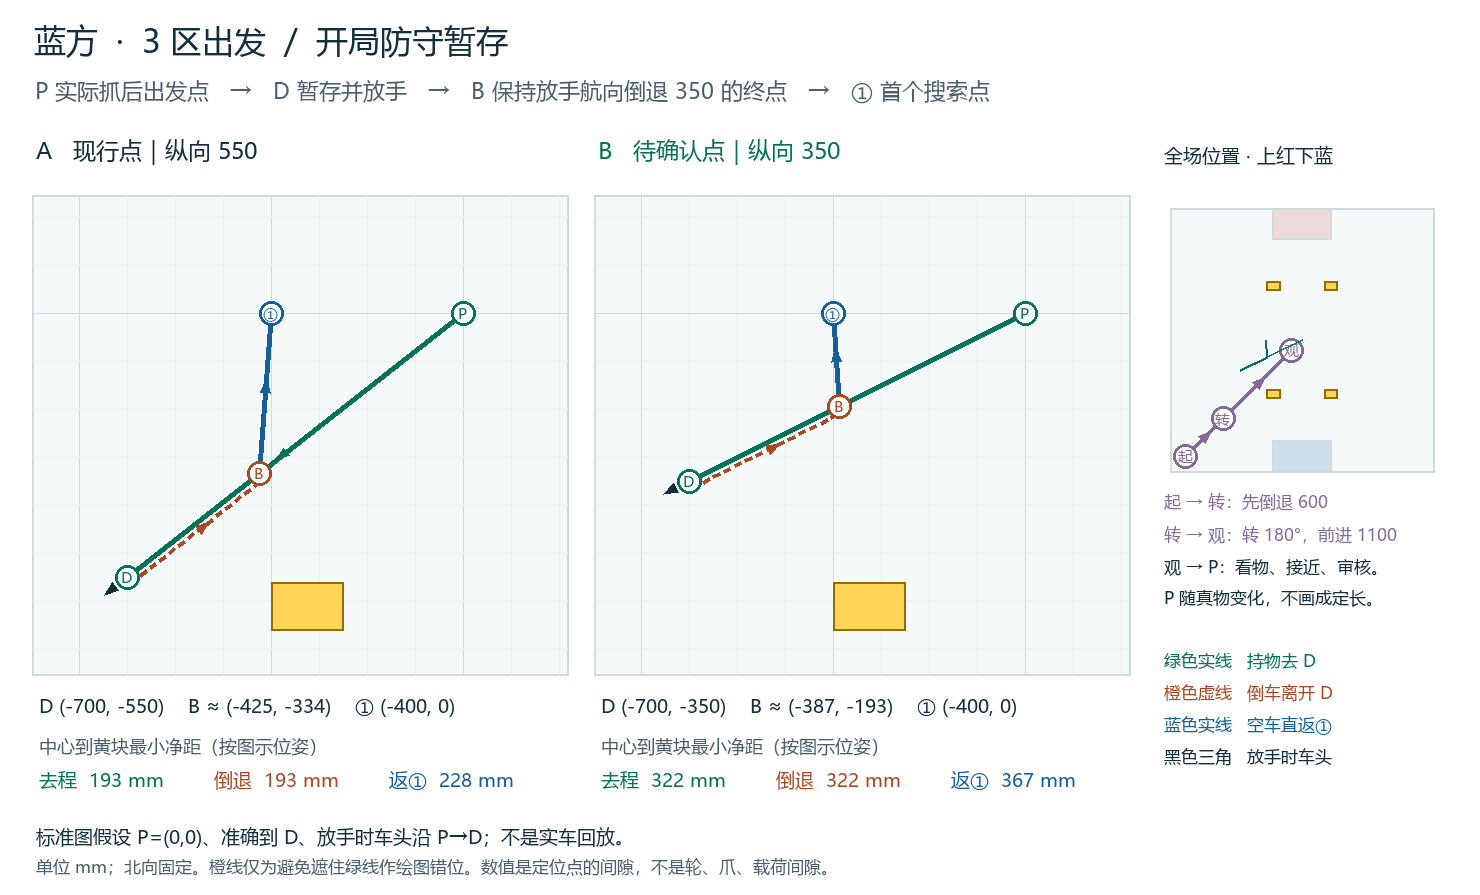 蓝方 · 3 区出发 / 开局防守暂存
P 实际抓后出发点 → D 暂存并放手 → B 保持放手航向倒退 350 的终点 → ① 首个搜索点
A 现行点 | 纵向 550
①
P
B
D
D (-700, -550) B ≈ (-425, -334) ① (-400, 0)
中心到黄块最小净距（按图示位姿）
去程 193 mm 倒退 193 mm 返① 228 mm
B 待确认点 | 纵向 350
①
P
B
D
D (-700, -350) B ≈ (-387, -193) ① (-400, 0)
中心到黄块最小净距（按图示位姿）
去程 322 mm 倒退 322 mm 返① 367 mm
全场位置 · 上红下蓝
观
转
起
起 → 转：先倒退 600
转 → 观：转 180°，前进 1100
观 → P：看物、接近、审核。
P 随真物变化，不画成定长。
绿色实线 持物去 D
橙色虚线 倒车离开 D
蓝色实线 空车直返①
黑色三角 放手时车头
标准图假设 P=(0,0)、准确到 D、放手时车头沿 P→D；不是实车回放。
单位 mm；北向固定。橙线仅为避免遮住绿线作绘图错位。数值是定位点的间隙，不是轮、爪、载荷间隙。